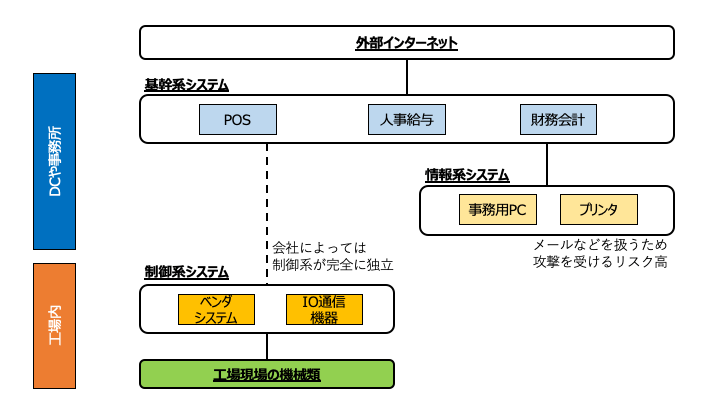 外部インターネット
基幹系システム
POS
人事給与
財務会計
DCや事務所
情報系システム
事務用PC
プリンタ
メールなどを扱うため
攻撃を受けるリスク高
会社によっては
制御系が完全に独立
制御系システム
ベンダ
システム
IO通信
機器
工場内
工場現場の機械類